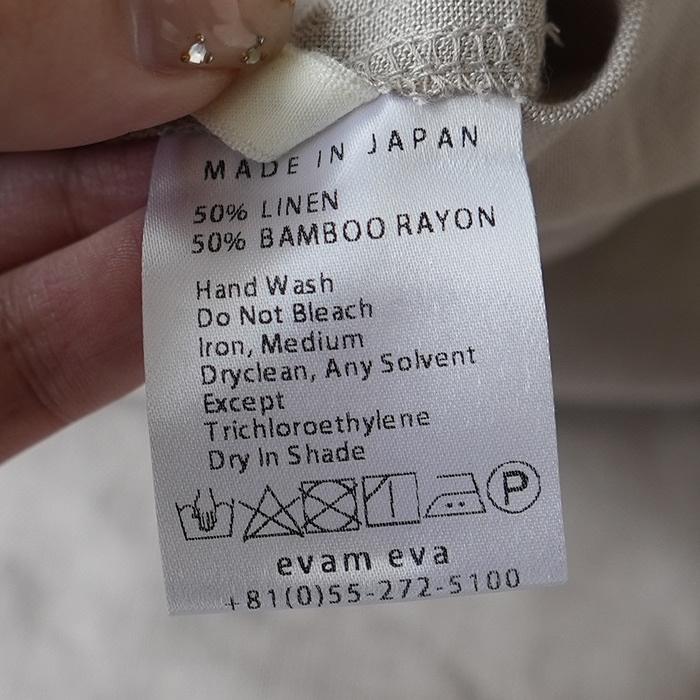 MADE IN JAPAN
50% LINEN
50% BAMBOO RAYON
Hand Wash
Do Not Bleach
Iron, Medium
Dryclean, Any Solvent
Except
Trichloroethylene
Dry In Shade
P
evam eva
+81(0)55-272-5100